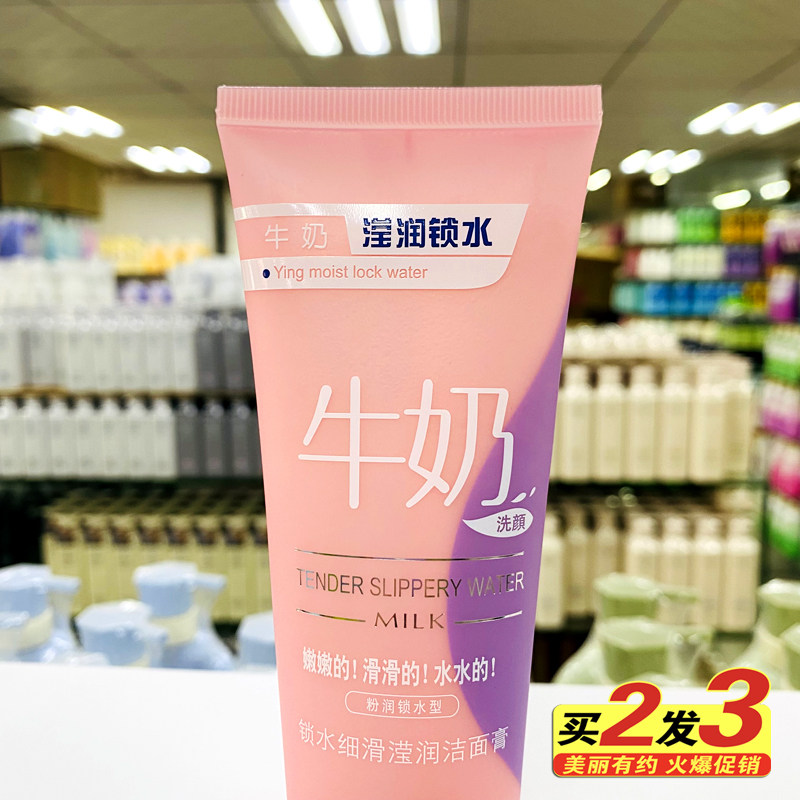 牛奶 滢润锁水
Ying moist lock water
牛奶
洗顔
TENDER SLIPPERY WATER
MILK
嫩嫩的！滑滑的！水水的！
粉润锁水型
锁水细滑滢润洁面膏
买2发3
美丽有约 火爆促销